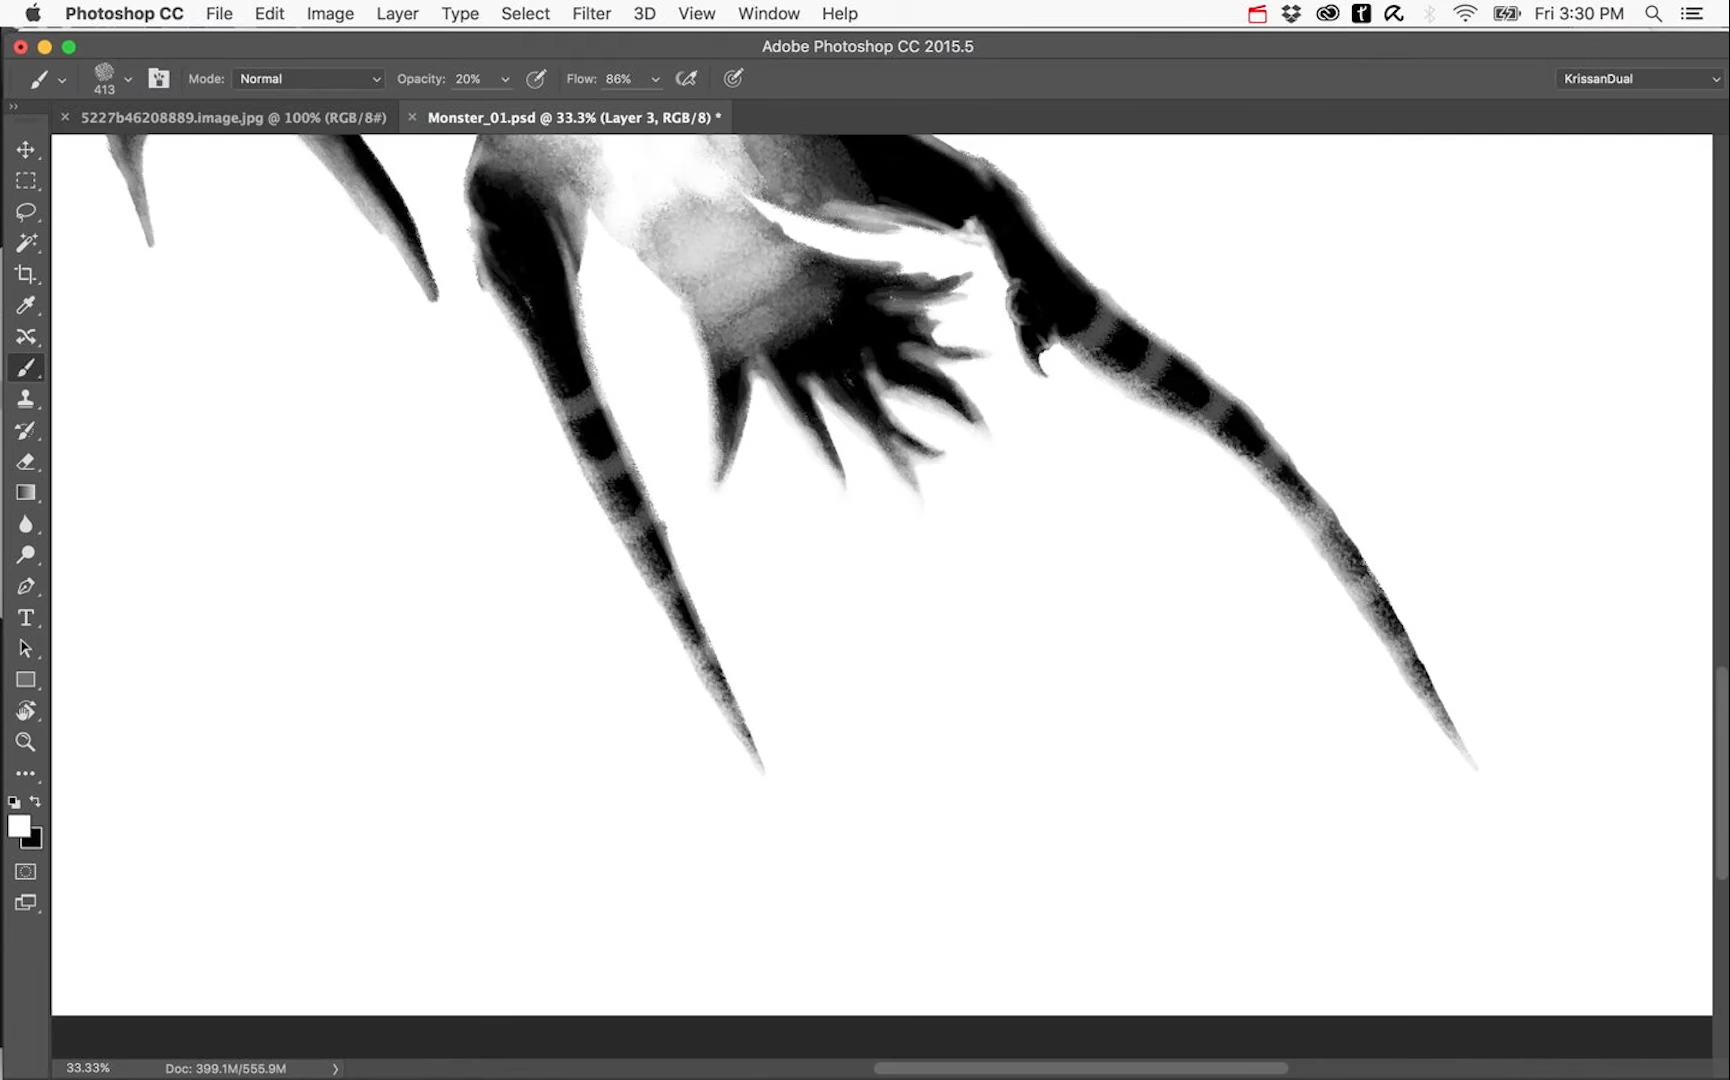 Photoshop CC File Edit Image Layer Type Select Filter 3D View Window Help Fri 3:30 PM
Adobe Photoshop CC 2015.5
413 Mode: Normal Opacity: 20% Flow: 86% KrissanDual
5227b46208889.image.jpg @ 100% (RGB/8#) Monster_01.psd @ 33.3% (Layer 3, RGB/8) *
33.33% Doc: 399.1M/555.9M